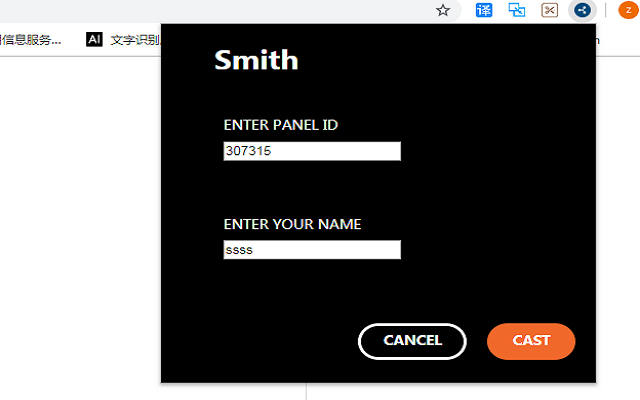 译
z
信息服务...
AI
文字识别
Smith
ENTER PANEL ID
307315
ENTER YOUR NAME
ssss
CANCEL
CAST